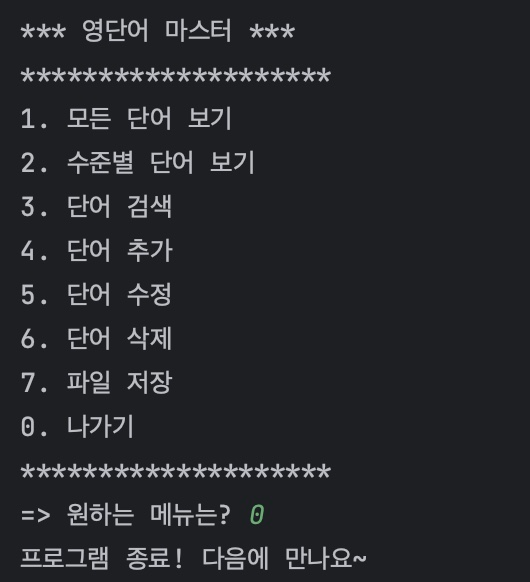 *** 영단어 마스터 ***
********************
1. 모든 단어 보기
2. 수준별 단어 보기
3. 단어 검색
4. 단어 추가
5. 단어 수정
6. 단어 삭제
7. 파일 저장
0. 나가기
********************
=> 원하는 메뉴는? 0
프로그램 종료! 다음에 만나요~